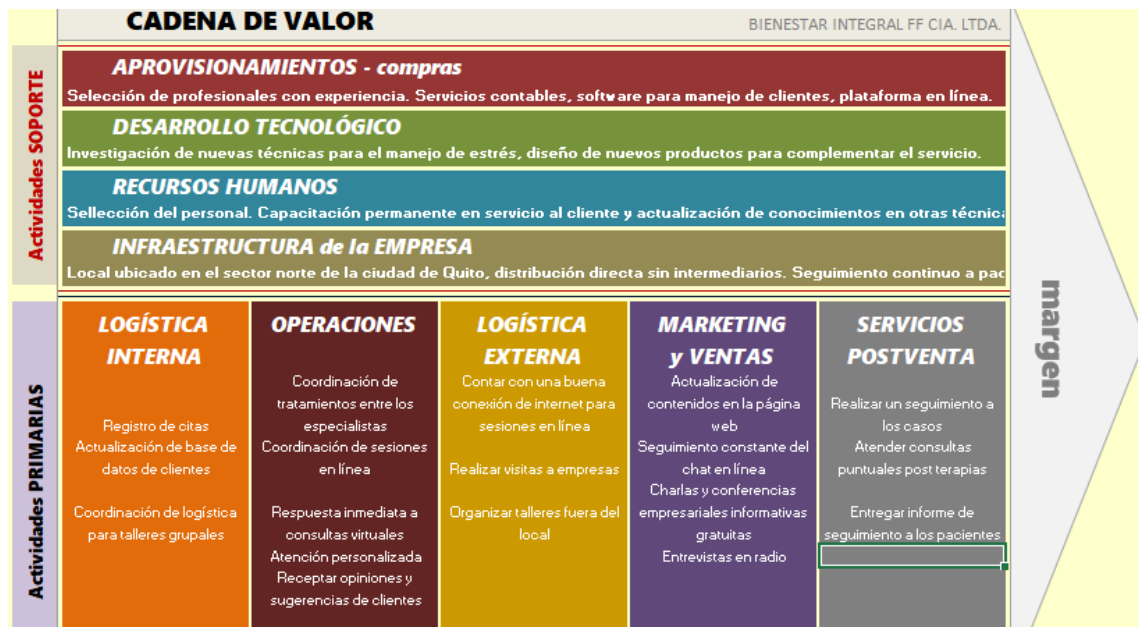 CADENA DE VALOR
BIENESTAR INTEGRAL FF CIA. LTDA.
Actividades SOPORTE
APROVISIONAMIENTOS - compras
Selección de profesionales con experiencia. Servicios contables, software para manejo de clientes, plataforma en línea.
DESARROLLO TECNOLÓGICO
Investigación de nuevas técnicas para el manejo de estrés, diseño de nuevos productos para complementar el servicio.
RECURSOS HUMANOS
Sellección del personal. Capacitación permanente en servicio al cliente y actualización de conocimientos en otras técnica
INFRAESTRUCTURA de la EMPRESA
Local ubicado en el sector norte de la ciudad de Quito, distribución directa sin intermediarios. Seguimiento continuo a pac
Actividades PRIMARIAS
LOGÍSTICA
INTERNA
Registro de citas
Actualización de base de
datos de clientes
Coordinación de logística
para talleres grupales
OPERACIONES
Coordinación de
tratamientos entre los
especialistas
Coordinación de sesiones
en línea
Respuesta inmediata a
consultas virtuales
Atención personalizada
Receptar opiniones y
sugerencias de clientes
LOGÍSTICA
EXTERNA
Contar con una buena
conexión de internet para
sesiones en línea
Realizar visitas a empresas
Organizar talleres fuera del
local
MARKETING
y VENTAS
Actualización de
contenidos en la página
web
Seguimiento constante del
chat en línea
Charlas y conferencias
empresariales informativas
gratuitas
Entrevistas en radio
SERVICIOS
POSTVENTA
Realizar un seguimiento a
los casos
Atender consultas
puntuales post terapias
Entregar informe de
seguimiento a los pacientes
margen